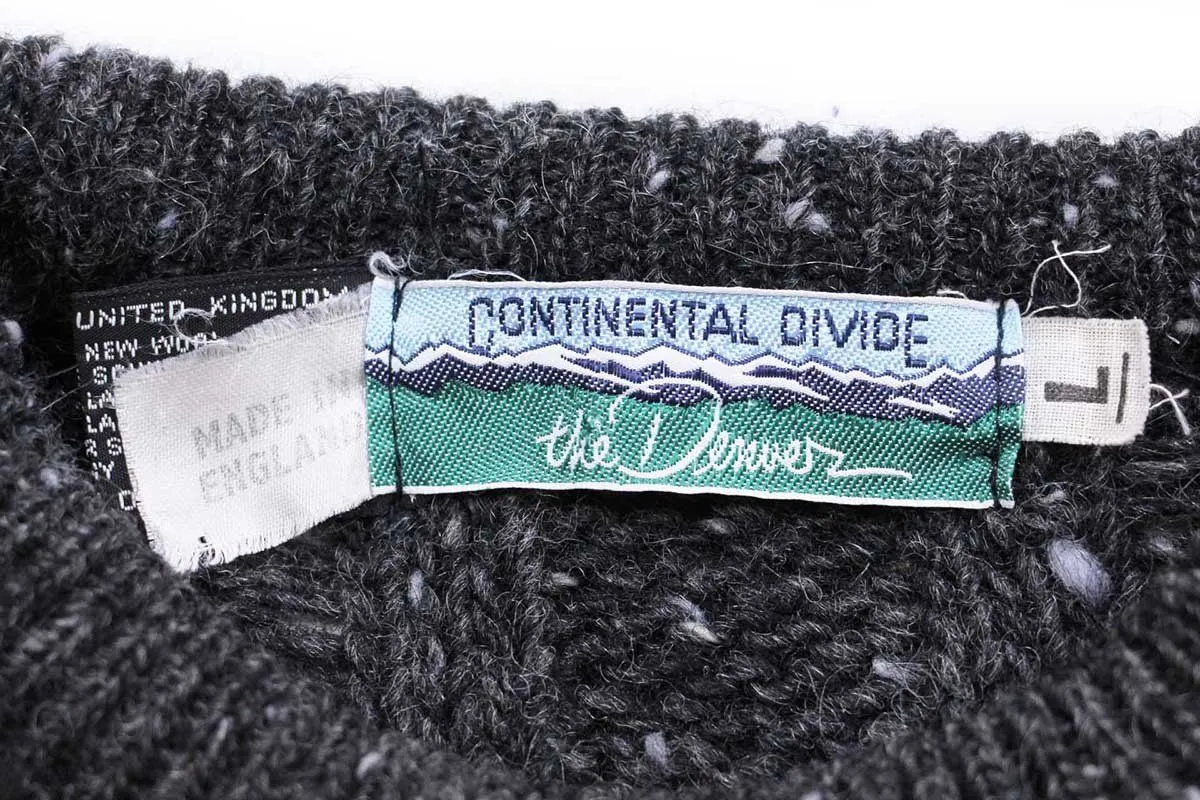 UNITED KINGDOM
NEW
MADE IN
ENGLAND
CONTINENTAL DIVIDE
the Denver
L